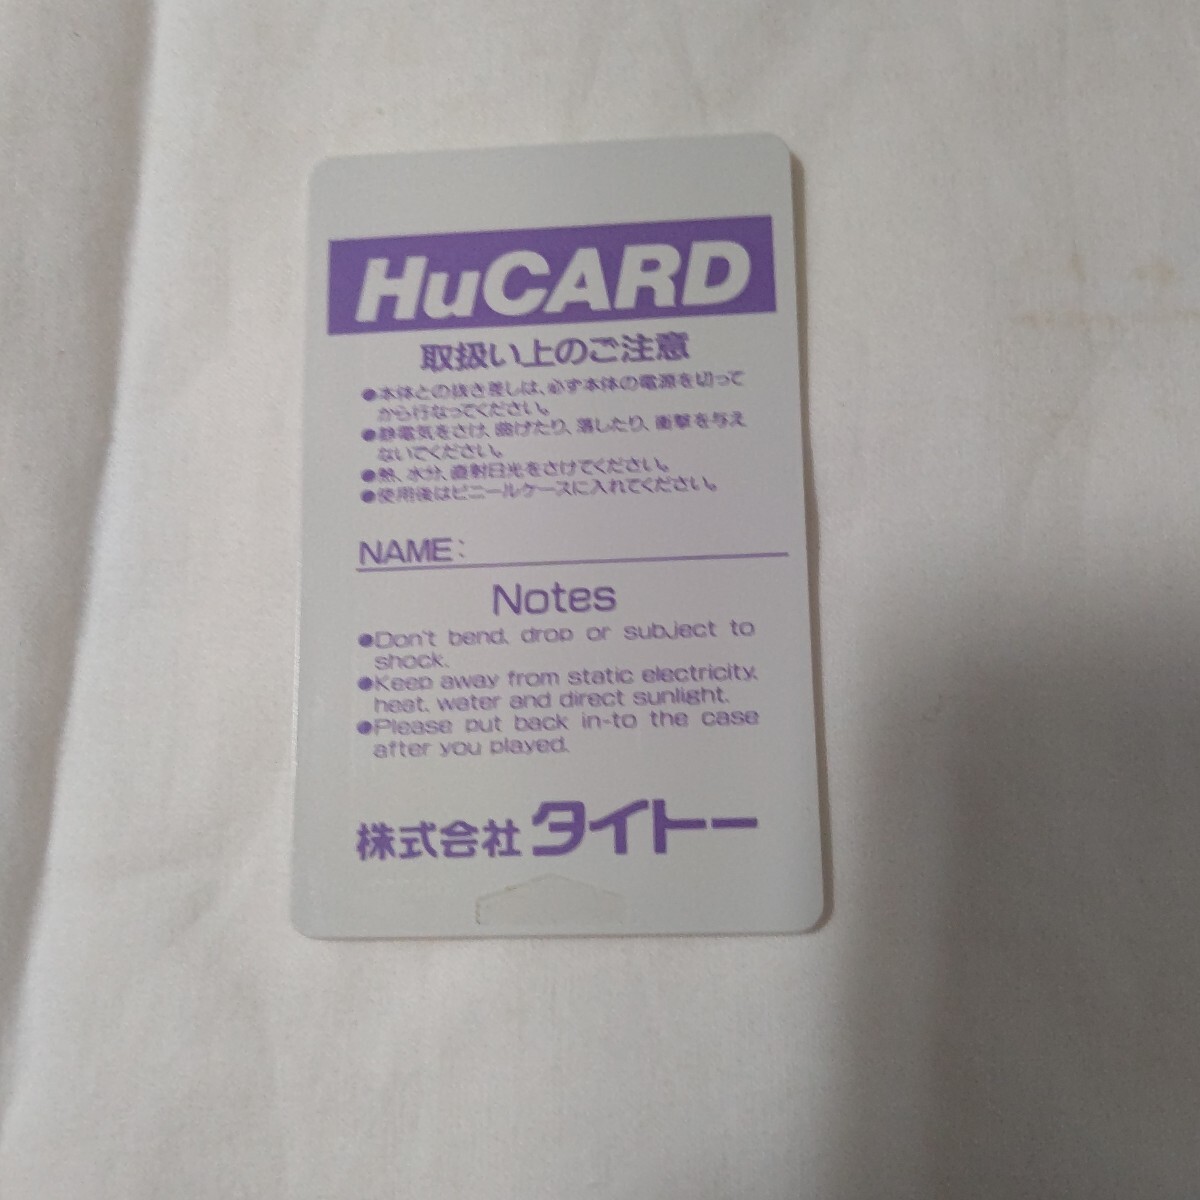 HuCARD
取扱い上のご注意
●本体との抜き差しは、必ず本体の電源を切って
から行なってください。
●静電気をさけ、曲げたり、落したり、衝撃を与え
ないでください。
●熱、水分、直射日光をさけてください。
●使用後はビニールケースに入れてください。
NAME:
Notes
●Don't bend, drop or subject to
shock.
●Keep away from static electricity,
heat, water and direct sunlight.
●Please put back in-to the case
after you played.
株式会社タイトー